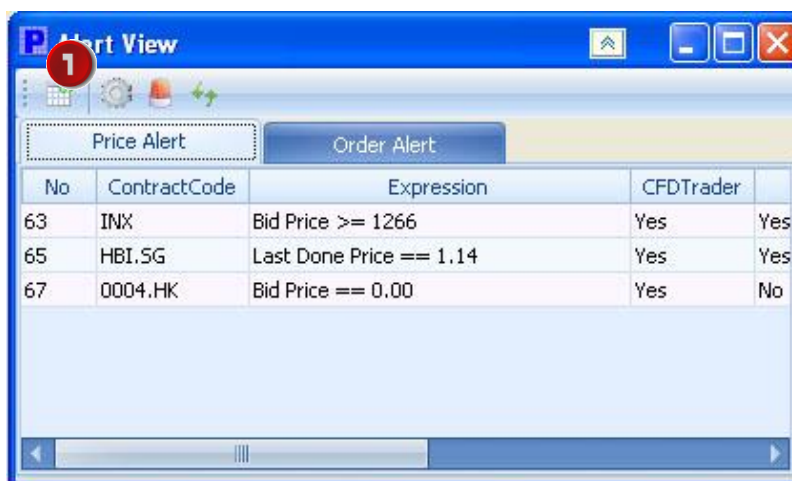 P Alert View
1
Price Alert Order Alert
No ContractCode Expression CFDTrader
63 INX Bid Price >= 1266 Yes Yes
65 HBI.SG Last Done Price == 1.14 Yes Yes
67 0004.HK Bid Price == 0.00 Yes No